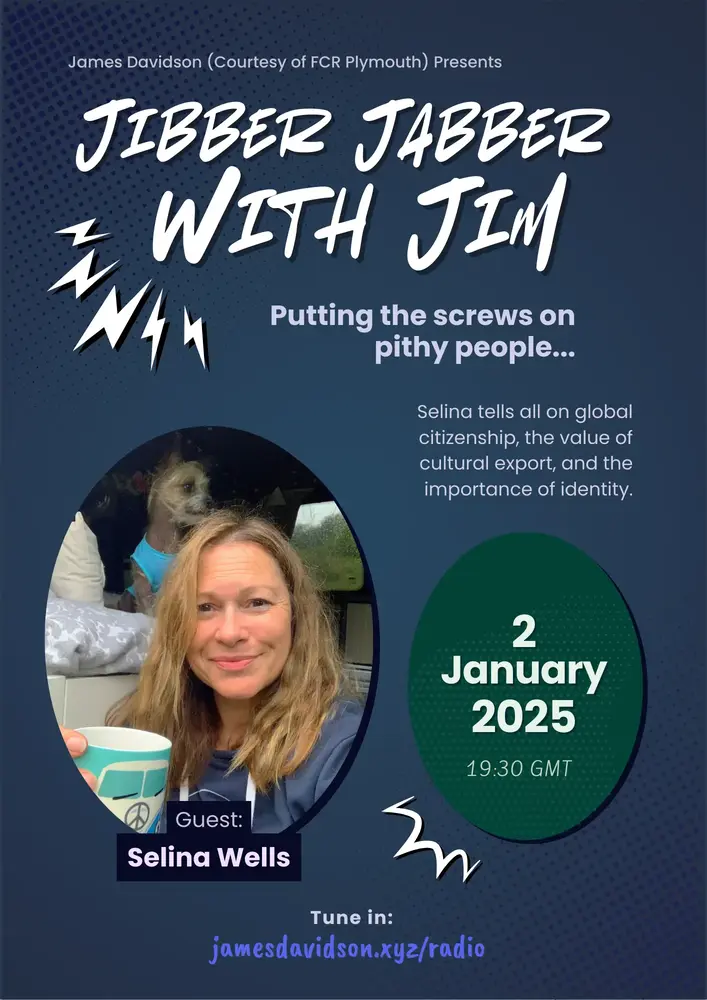 James Davidson (Courtesy of FCR Plymouth) Presents
JIBBER JABBER
WITH JIM
Putting the screws on
pithy people...
Selina tells all on global
citizenship, the value of
cultural export, and the
importance of identity.
2
January
2025
19:30 GMT
Guest:
Selina Wells
Tune in:
jamesdavidson.xyz/radio